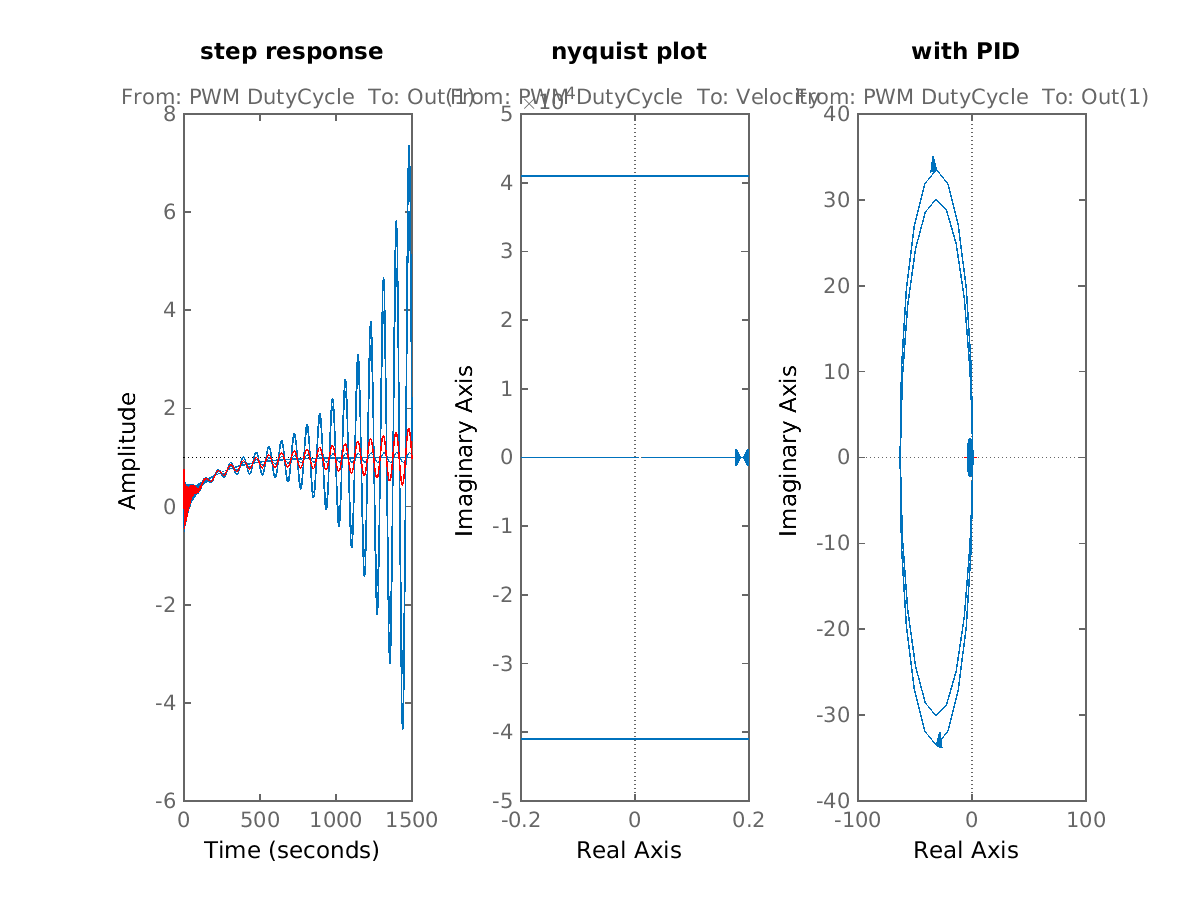 step response
From: PWM DutyCycle To: Out(1)
Amplitude
8
6
4
2
0
-2
-4
-6
0 500 1000 1500
Time (seconds)
nyquist plot
From: PWM DutyCycle To: Velocity
×10^4
Imaginary Axis
5
4
3
2
1
0
-1
-2
-3
-4
-5
-0.2 0 0.2
Real Axis
with PID
From: PWM DutyCycle To: Out(1)
Imaginary Axis
40
30
20
10
0
-10
-20
-30
-40
-100 0 100
Real Axis